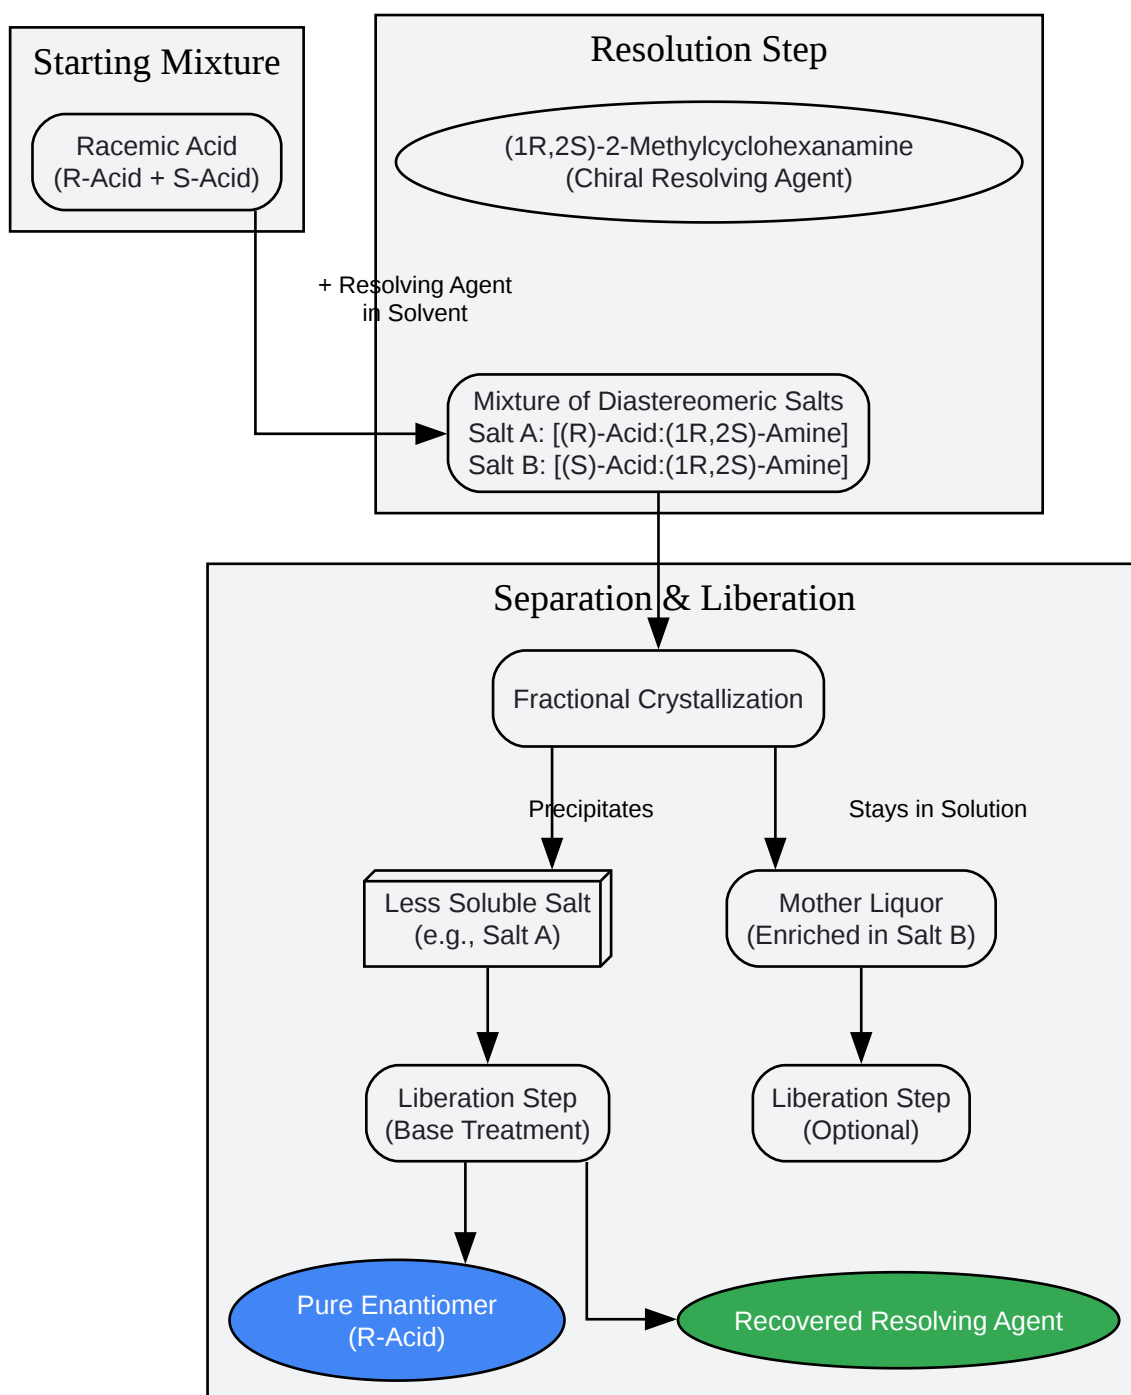 Starting Mixture
Racemic Acid
(R-Acid + S-Acid)
Resolution Step
(1R,2S)-2-Methylcyclohexanamine
(Chiral Resolving Agent)
+ Resolving Agent
in Solvent
Mixture of Diastereomeric Salts
Salt A: [(R)-Acid:(1R,2S)-Amine]
Salt B: [(S)-Acid:(1R,2S)-Amine]
Separation & Liberation
Fractional Crystallization
Precipitates
Stays in Solution
Less Soluble Salt
(e.g., Salt A)
Mother Liquor
(Enriched in Salt B)
Liberation Step
(Base Treatment)
Liberation Step
(Optional)
Pure Enantiomer
(R-Acid)
Recovered Resolving Agent